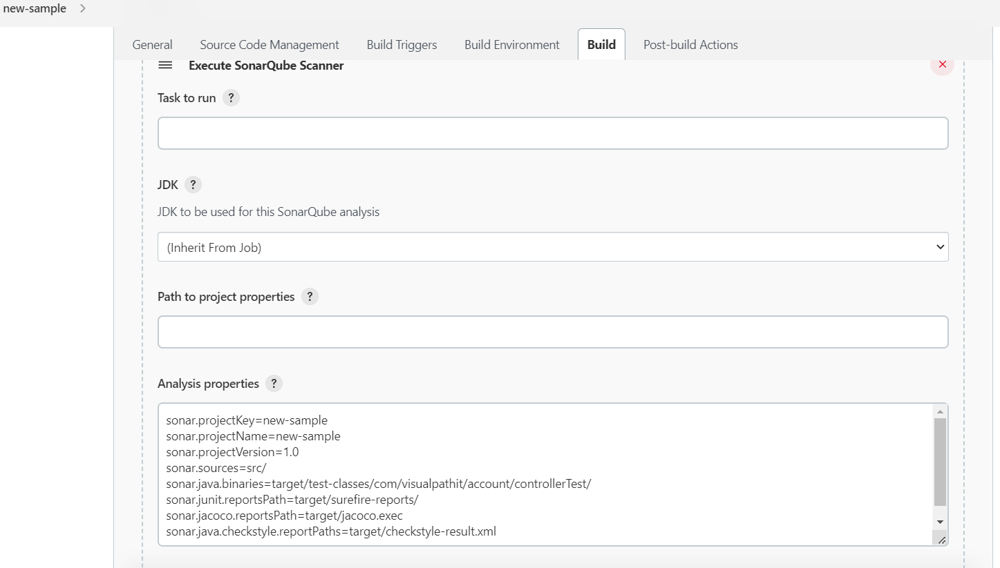 new-sample
General Source Code Management Build Triggers Build Environment Build Post-build Actions
Execute SonarQube Scanner
Task to run ?
JDK ?
JDK to be used for this SonarQube analysis
(Inherit From Job)
Path to project properties ?
Analysis properties ?
sonar.projectKey=new-sample
sonar.projectName=new-sample
sonar.projectVersion=1.0
sonar.sources=src/
sonar.java.binaries=target/test-classes/com/visualpathit/account/controllerTest/
sonar.junit.reportsPath=target/surefire-reports/
sonar.jacoco.reportsPath=target/jacoco.exec
sonar.java.checkstyle.reportPaths=target/checkstyle-result.xml